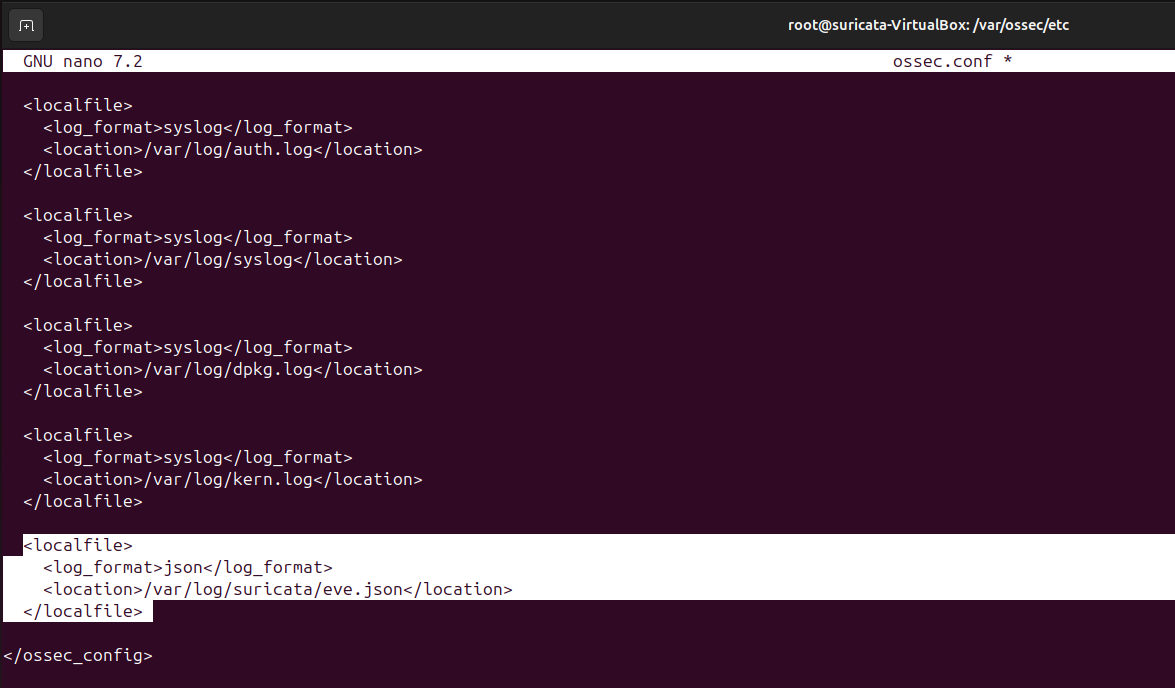 root@suricata-VirtualBox: /var/ossec/etc
GNU nano 7.2 ossec.conf *
<localfile>
<log_format>syslog</log_format>
<location>/var/log/auth.log</location>
</localfile>
<localfile>
<log_format>syslog</log_format>
<location>/var/log/syslog</location>
</localfile>
<localfile>
<log_format>syslog</log_format>
<location>/var/log/dpkg.log</location>
</localfile>
<localfile>
<log_format>syslog</log_format>
<location>/var/log/kern.log</location>
</localfile>
<localfile>
<log_format>json</log_format>
<location>/var/log/suricata/eve.json</location>
</localfile>
</ossec_config>